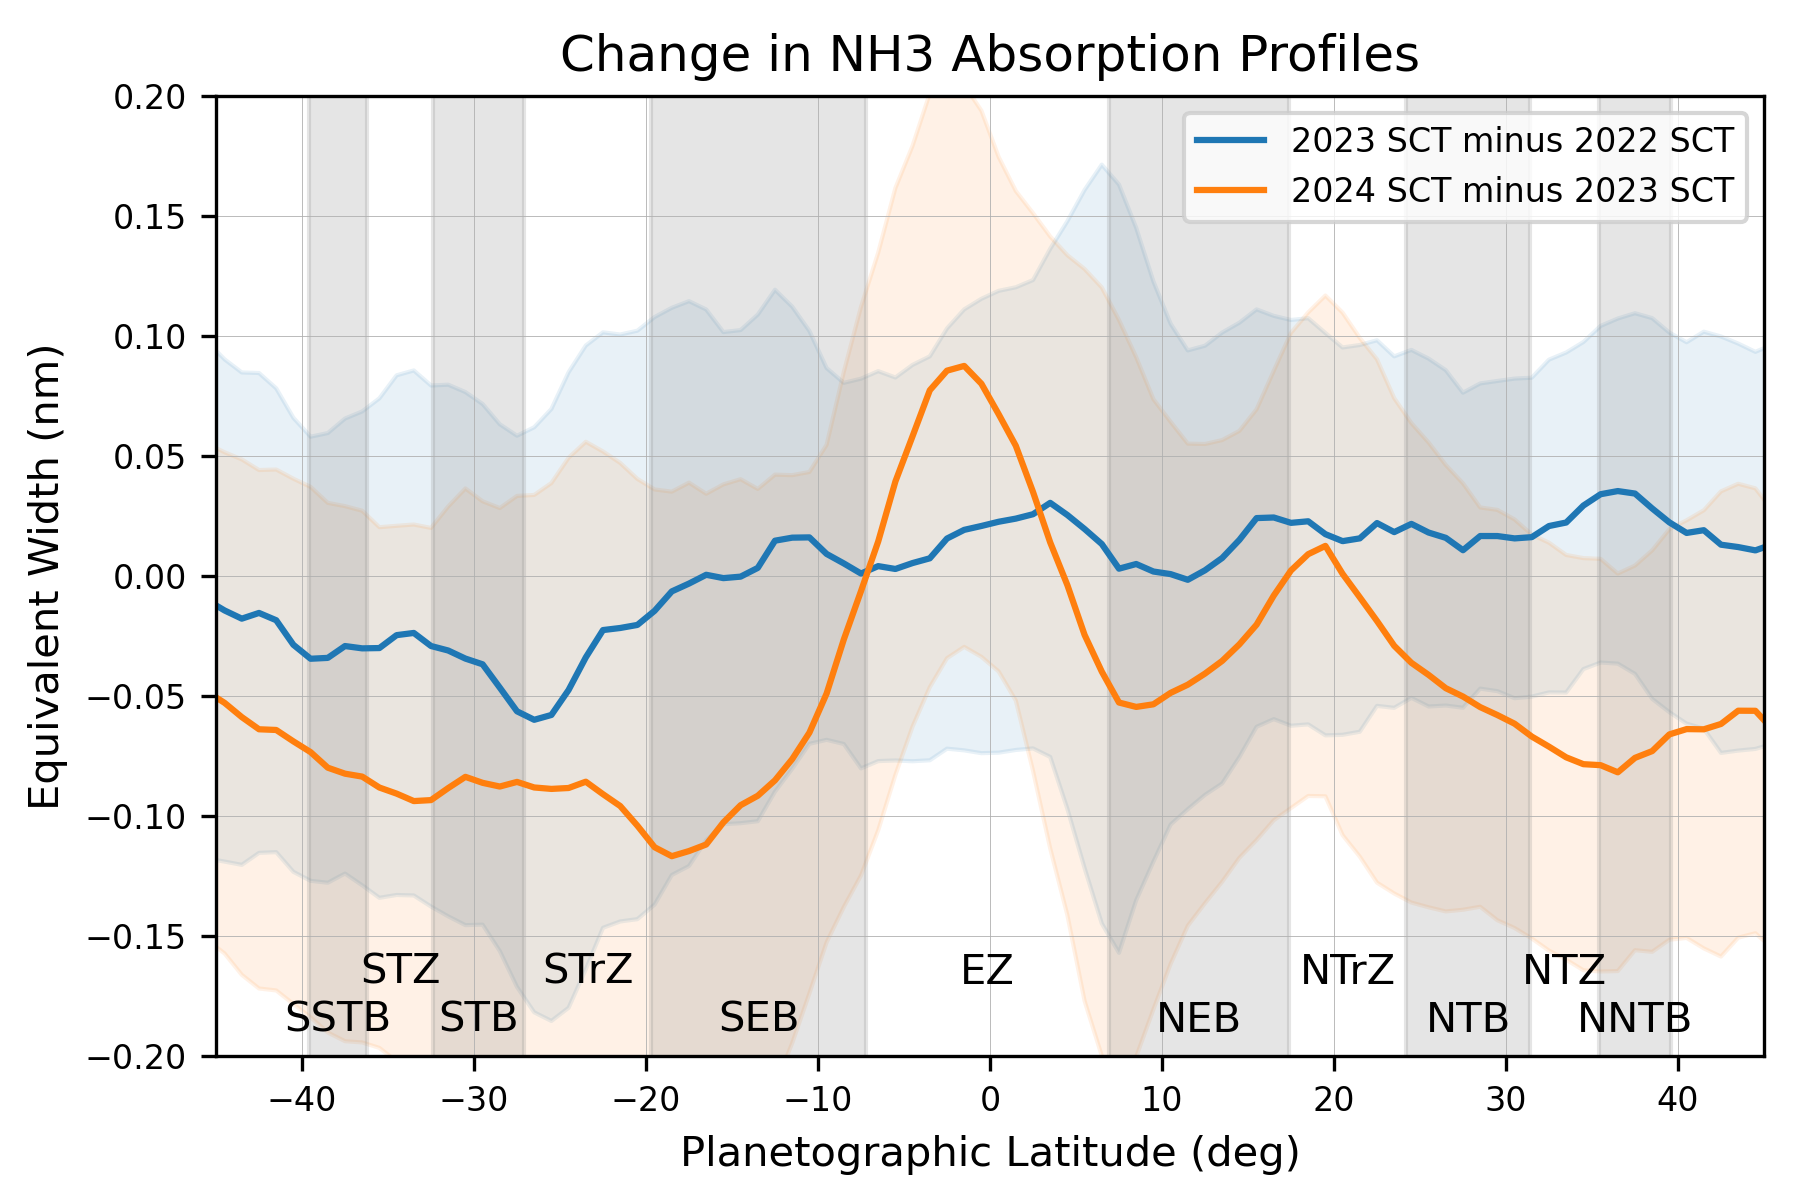 Change in NH3 Absorption Profiles
0.20
0.15
0.10
0.05
0.00
−0.05
−0.10
−0.15
−0.20
Equivalent Width (nm)
2023 SCT minus 2022 SCT
2024 SCT minus 2023 SCT
STZ
STrZ
EZ
NTrZ
NTZ
SSTB
STB
SEB
NEB
NTB
NNTB
−40
−30
−20
−10
0
10
20
30
40
Planetographic Latitude (deg)